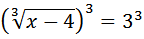 (∛(x − 4))³ = 3³